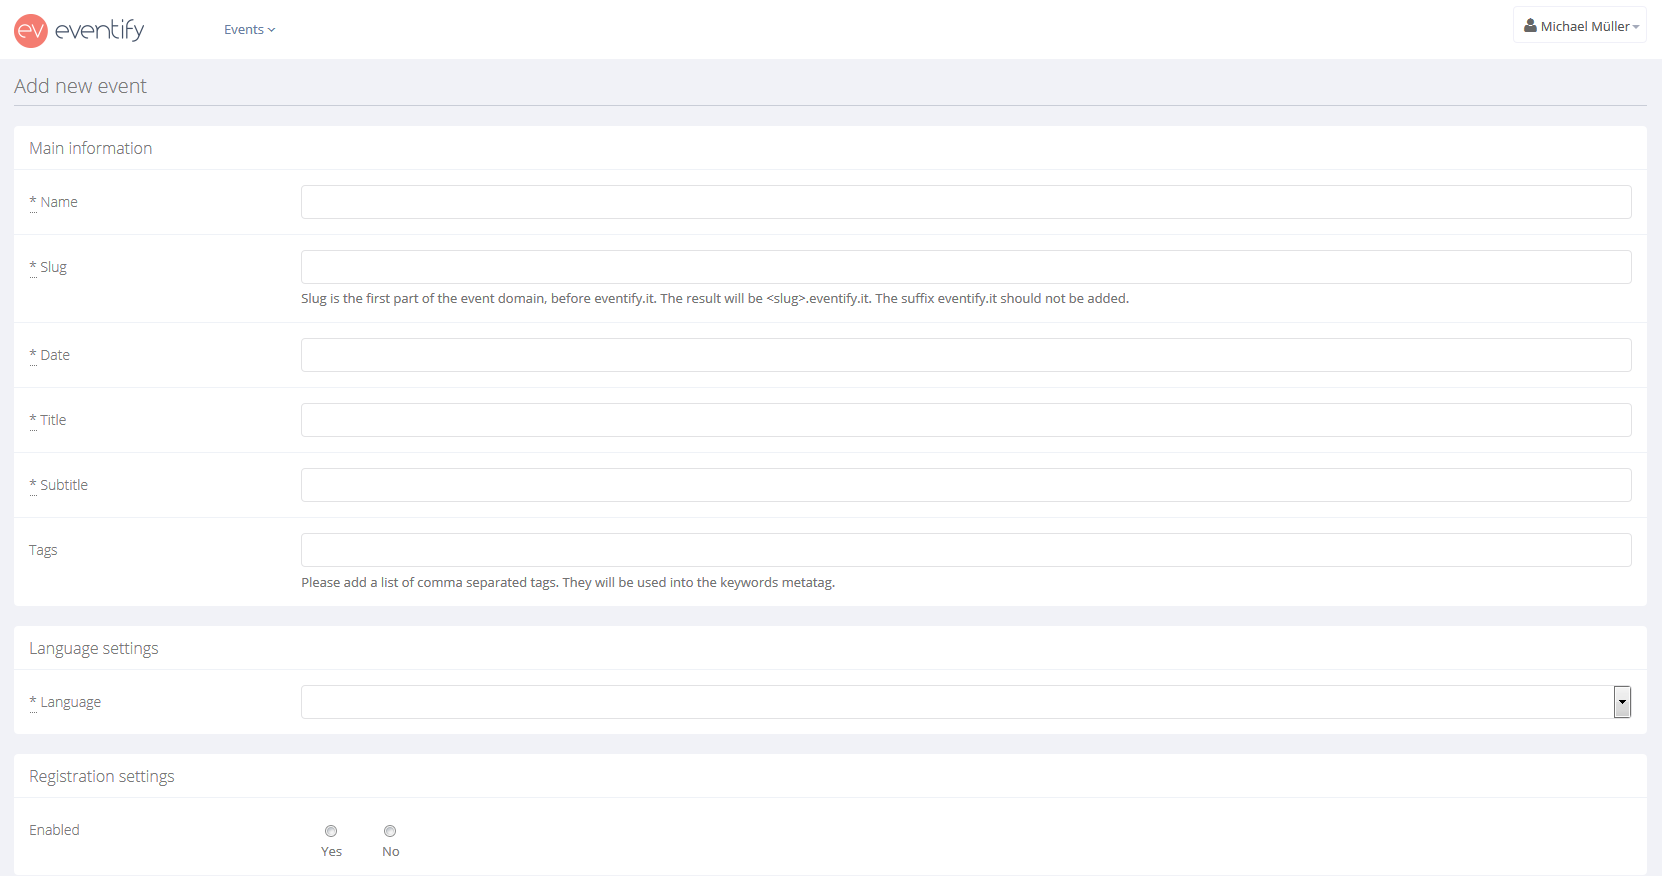 ev eventify
Events
Michael Müller
Add new event
Main information
* Name
* Slug
Slug is the first part of the event domain, before eventify.it. The result will be <slug>.eventify.it. The suffix eventify.it should not be added.
* Date
* Title
* Subtitle
Tags
Please add a list of comma separated tags. They will be used into the keywords metatag.
Language settings
* Language
Registration settings
Enabled
Yes No